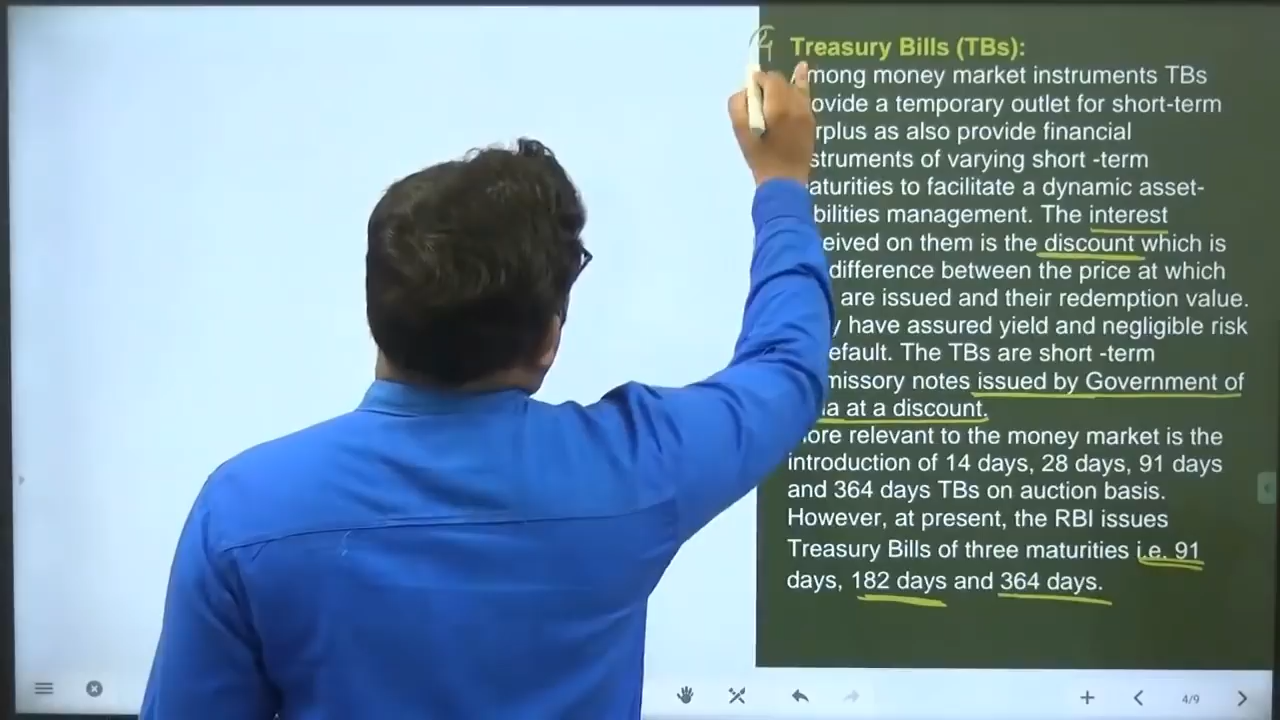 Treasury Bills (TBs):
mong money market instruments TBs
ovide a temporary outlet for short-term
rplus as also provide financial
struments of varying short -term
aturities to facilitate a dynamic asset-
bilities management. The interest
eived on them is the discount which is
difference between the price at which
are issued and their redemption value.
y have assured yield and negligible risk
efault. The TBs are short -term
missory notes issued by Government of
ia at a discount.
ore relevant to the money market is the
introduction of 14 days, 28 days, 91 days
and 364 days TBs on auction basis.
However, at present, the RBI issues
Treasury Bills of three maturities i.e. 91
days, 182 days and 364 days.
4/9